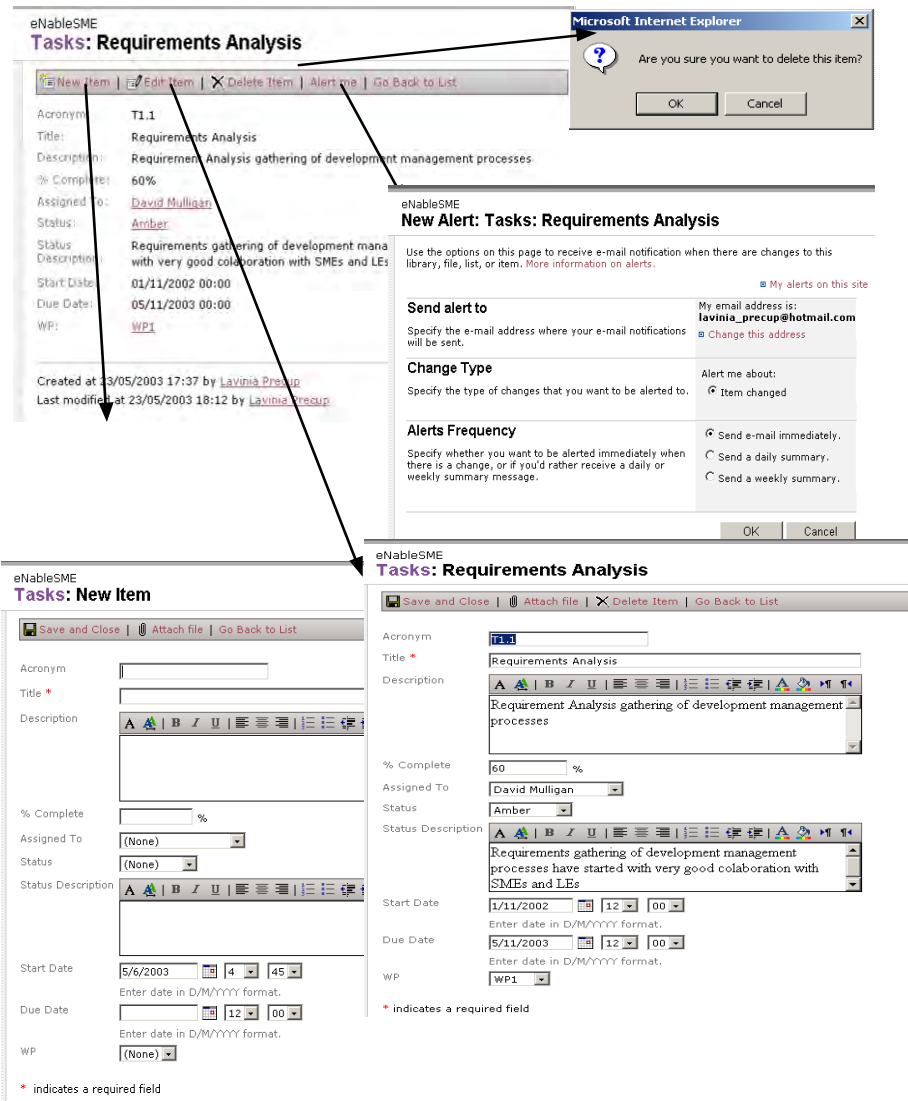 eNableSME
Tasks: Requirements Analysis
New Item | Edit Item | Delete Item | Alert me | Go Back to List
Acronym: T1.1
Title: Requirements Analysis
Description: Requirement Analysis gathering of development management processes
% Complete: 60%
Assigned To: David Mulligan
Status: Amber
Status Requirements gathering of development mana
Description: with very good colaboration with SMEs and LEs
Start Date: 01/11/2002 00:00
Due Date: 05/11/2003 00:00
WP: WP1
Created at 23/05/2003 17:37 by Lavinia Precup
Last modified at 23/05/2003 18:12 by Lavinia Precup
Microsoft Internet Explorer
Are you sure you want to delete this item?
OK Cancel
eNableSME
New Alert: Tasks: Requirements Analysis
Use the options on this page to receive e-mail notification when there are changes to this
library, file, list, or item. More information on alerts.
My alerts on this site
Send alert to
Specify the e-mail address where your e-mail notifications
will be sent.
My email address is:
lavinia_precup@hotmail.com
Change this address
Change Type
Specify the type of changes that you want to be alerted to.
Alert me about:
Item changed
Alerts Frequency
Specify whether you want to be alerted immediately when
there is a change, or if you'd rather receive a daily or
weekly summary message.
Send e-mail immediately.
Send a daily summary.
Send a weekly summary.
OK Cancel
eNableSME
Tasks: New Item
Save and Close | Attach file | Go Back to List
Acronym
Title *
Description
A A | B I U
% Complete %
Assigned To (None)
Status (None)
Status Description
A A | B I U
Start Date 5/6/2003 4 45
Enter date in D/M/YYYY format.
Due Date 12 00
Enter date in D/M/YYYY format.
WP (None)
* indicates a required field
eNableSME
Tasks: Requirements Analysis
Save and Close | Attach file | Delete Item | Go Back to List
Acronym T1.1
Title * Requirements Analysis
Description
A A | B I U A
Requirement Analysis gathering of development management
processes
% Complete 60 %
Assigned To David Mulligan
Status Amber
Status Description
A A | B I U A
Requirements gathering of development management
processes have started with very good colaboration with
SMEs and LEs
Start Date 1/11/2002 12 00
Enter date in D/M/YYYY format.
Due Date 5/11/2003 12 00
Enter date in D/M/YYYY format.
WP WP1
* indicates a required field